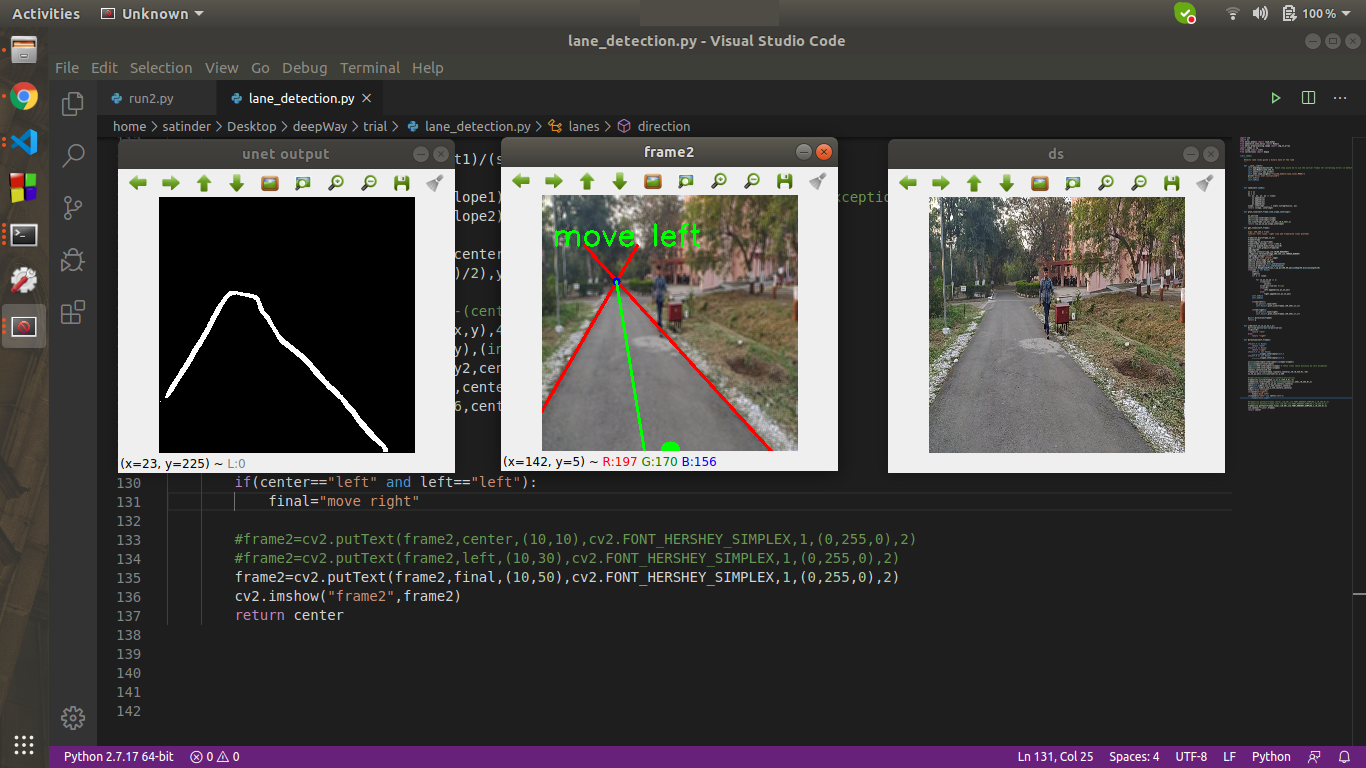 Activities
Unknown
100 %
lane_detection.py - Visual Studio Code
File Edit Selection View Go Debug Terminal Help
run2.py
lane_detection.py
home > satinder > Desktop > deepWay > trial > lane_detection.py > lanes > direction
unet output
frame2
ds
t1)/(s
lope1)
xceptio
lope2)
center
)/2),y
-(cent
x,y),4
y),(in
y2,cen
,center
6,cent
move left
(x=23, y=225) ~ L:0
(x=142, y=5) ~ R:197 G:170 B:156
130 if(center=="left" and left=="left"):
131 final="move right"
132
133 #frame2=cv2.putText(frame2,center,(10,10),cv2.FONT_HERSHEY_SIMPLEX,1,(0,255,0),2)
134 #frame2=cv2.putText(frame2,left,(10,30),cv2.FONT_HERSHEY_SIMPLEX,1,(0,255,0),2)
135 frame2=cv2.putText(frame2,final,(10,50),cv2.FONT_HERSHEY_SIMPLEX,1,(0,255,0),2)
136 cv2.imshow("frame2",frame2)
137 return center
138
139
140
141
142
Python 2.7.17 64-bit 0 0 Ln 131, Col 25 Spaces: 4 UTF-8 LF Python